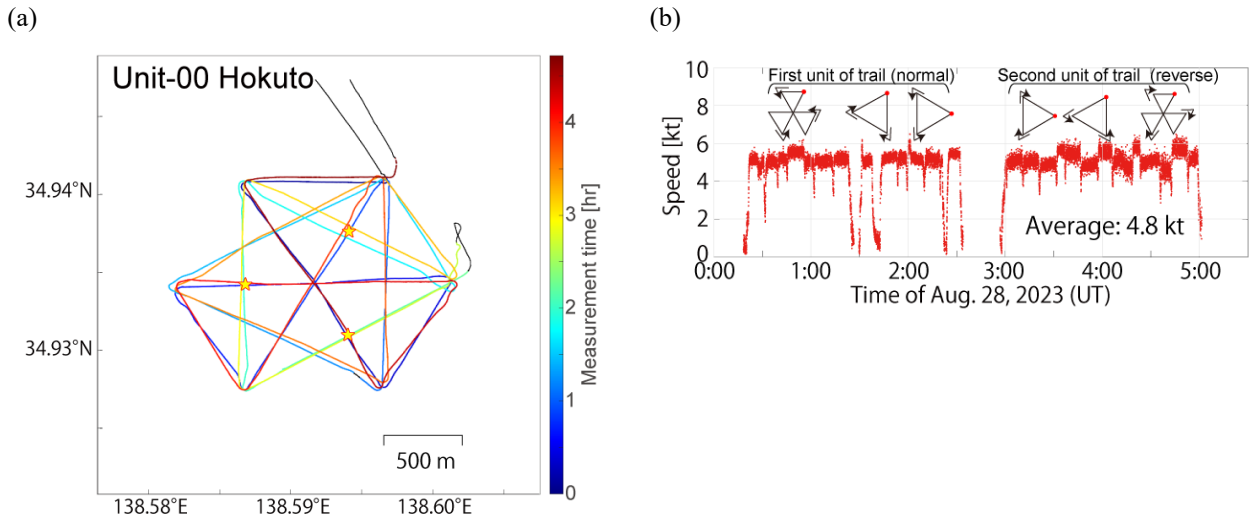 (a)
(b)
Unit-00 Hokuto
34.94°N
34.93°N
138.58°E
138.59°E
138.60°E
500 m
4
3
2
1
0
Measurement time [hr]
10
8
6
4
2
0
Speed [kt]
First unit of trail (normal)
Second unit of trail (reverse)
Average: 4.8 kt
0:00
1:00
2:00
3:00
4:00
5:00
Time of Aug. 28, 2023 (UT)